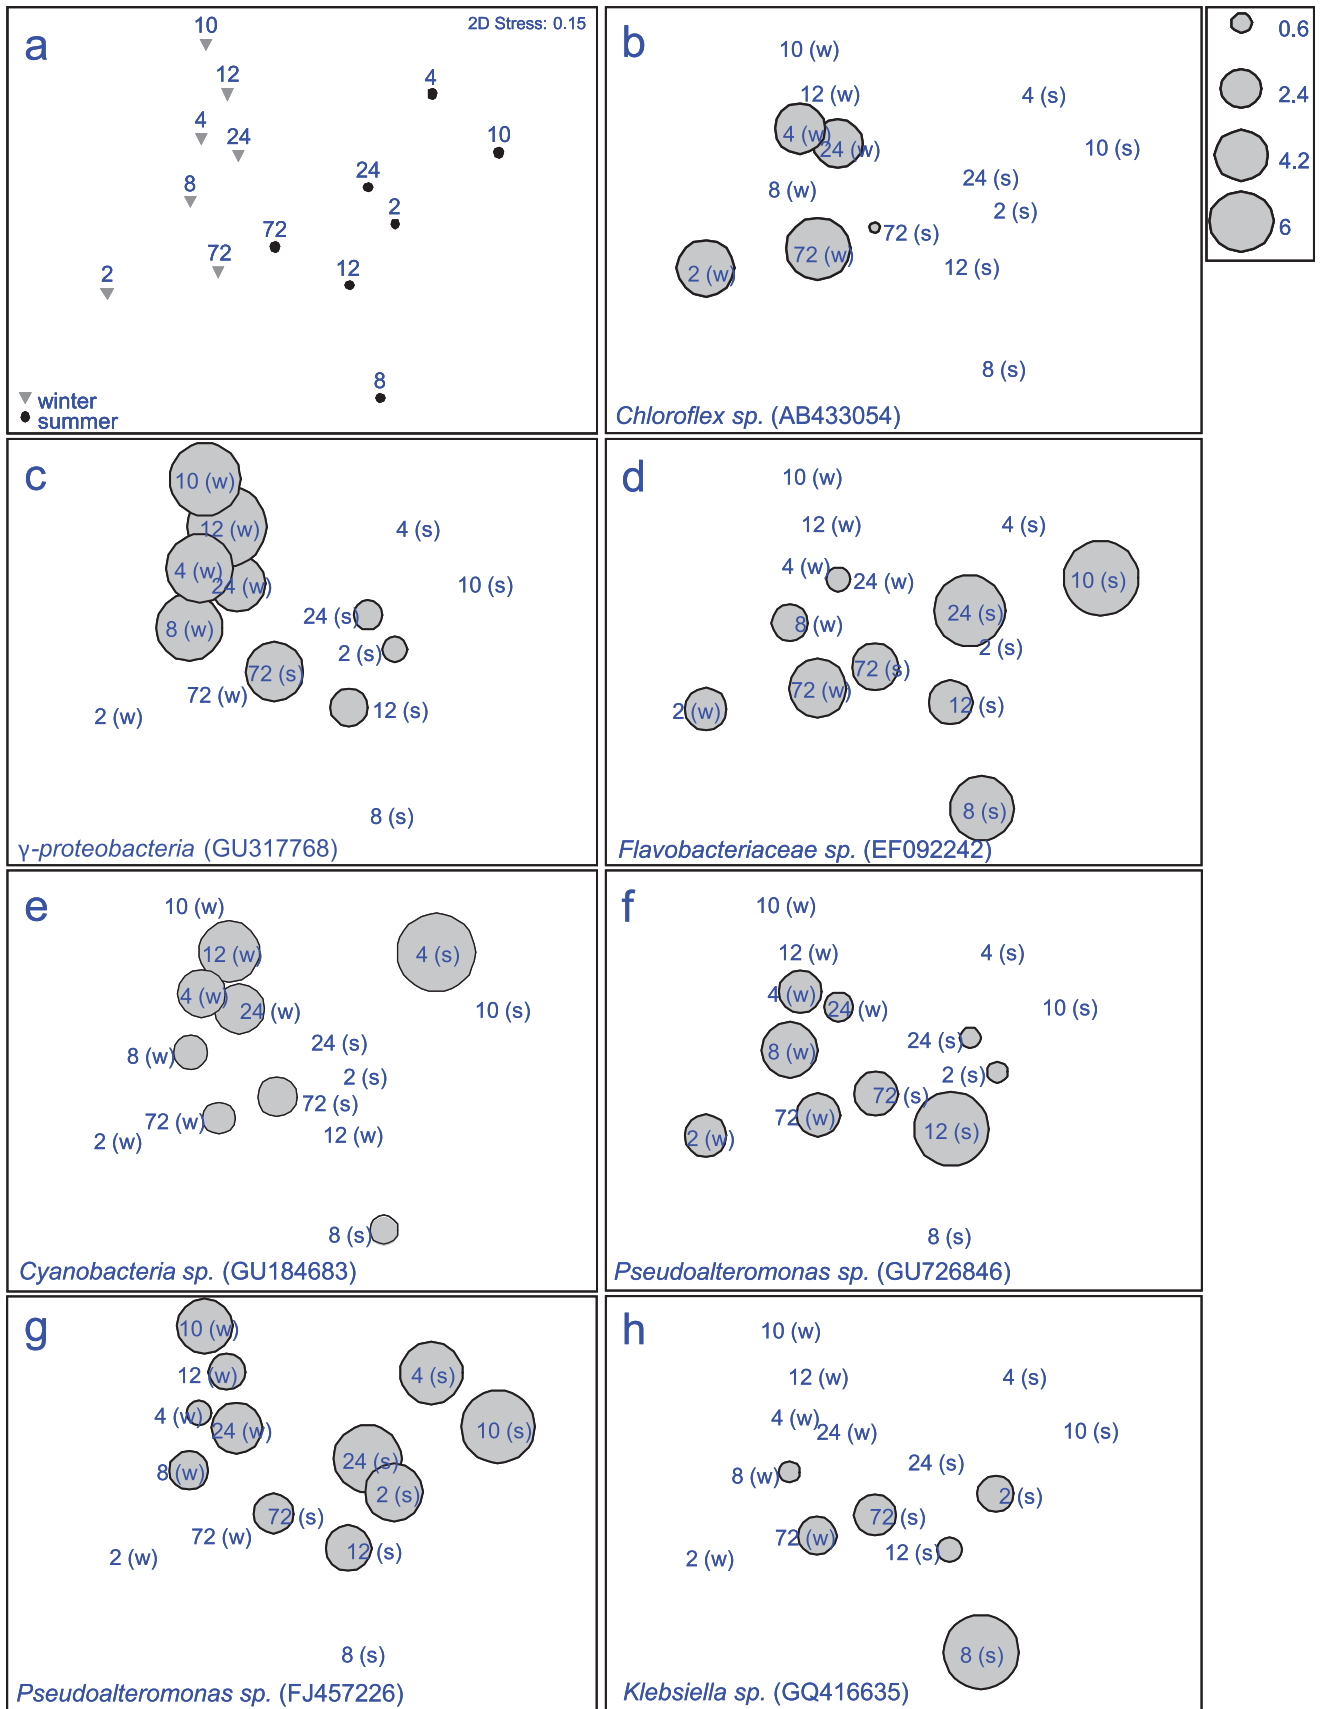 a
2D Stress: 0.15
10
12
4
4
24
10
24
8
2
72
72
12
2
8
winter
summer
b
10 (w)
12 (w)
4 (s)
4 (w)
24 (w)
10 (s)
24 (s)
8 (w)
2 (s)
72 (s)
72 (w)
12 (s)
2 (w)
8 (s)
Chloroflex sp. (AB433054)
0.6
2.4
4.2
6
c
10 (w)
12 (w)
4 (s)
4 (w)
24 (w)
10 (s)
24 (s)
8 (w)
2 (s)
72 (s)
72 (w)
12 (s)
2 (w)
8 (s)
γ-proteobacteria (GU317768)
d
10 (w)
12 (w)
4 (s)
4 (w)
24 (w)
10 (s)
24 (s)
8 (w)
2 (s)
72 (s)
72 (w)
12 (s)
2 (w)
8 (s)
Flavobacteriaceae sp. (EF092242)
e
10 (w)
12 (w)
4 (s)
4 (w)
24 (w)
10 (s)
24 (s)
8 (w)
2 (s)
72 (s)
72 (w)
12 (w)
2 (w)
8 (s)
Cyanobacteria sp. (GU184683)
f
10 (w)
12 (w)
4 (s)
4 (w)
24 (w)
10 (s)
24 (s)
8 (w)
2 (s)
72 (s)
72 (w)
12 (s)
2 (w)
8 (s)
Pseudoalteromonas sp. (GU726846)
g
10 (w)
12 (w)
4 (s)
4 (w)
24 (w)
10 (s)
24 (s)
8 (w)
2 (s)
72 (s)
72 (w)
12 (s)
2 (w)
8 (s)
Pseudoalteromonas sp. (FJ457226)
h
10 (w)
12 (w)
4 (s)
4 (w)
24 (w)
10 (s)
24 (s)
8 (w)
2 (s)
72 (s)
72 (w)
12 (s)
2 (w)
8 (s)
Klebsiella sp. (GQ416635)